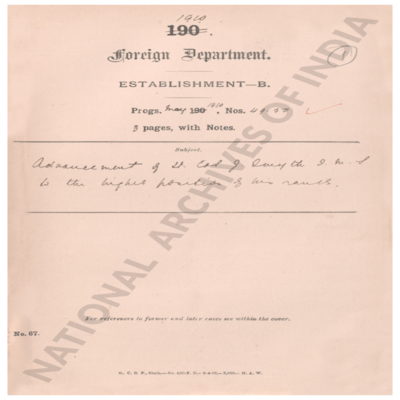 1910
190 .
1
Foreign Department.
ESTABLISHMENT—B.
Progs. May 190 1910, Nos.
3 pages, with Notes.
Subject.
Advancement of Lt Col J Smyth I. M. S
to the higher position of his rank.
For references to former and later cases see within the cover.
No. 67.
NATIONAL ARCHIVES OF INDIA